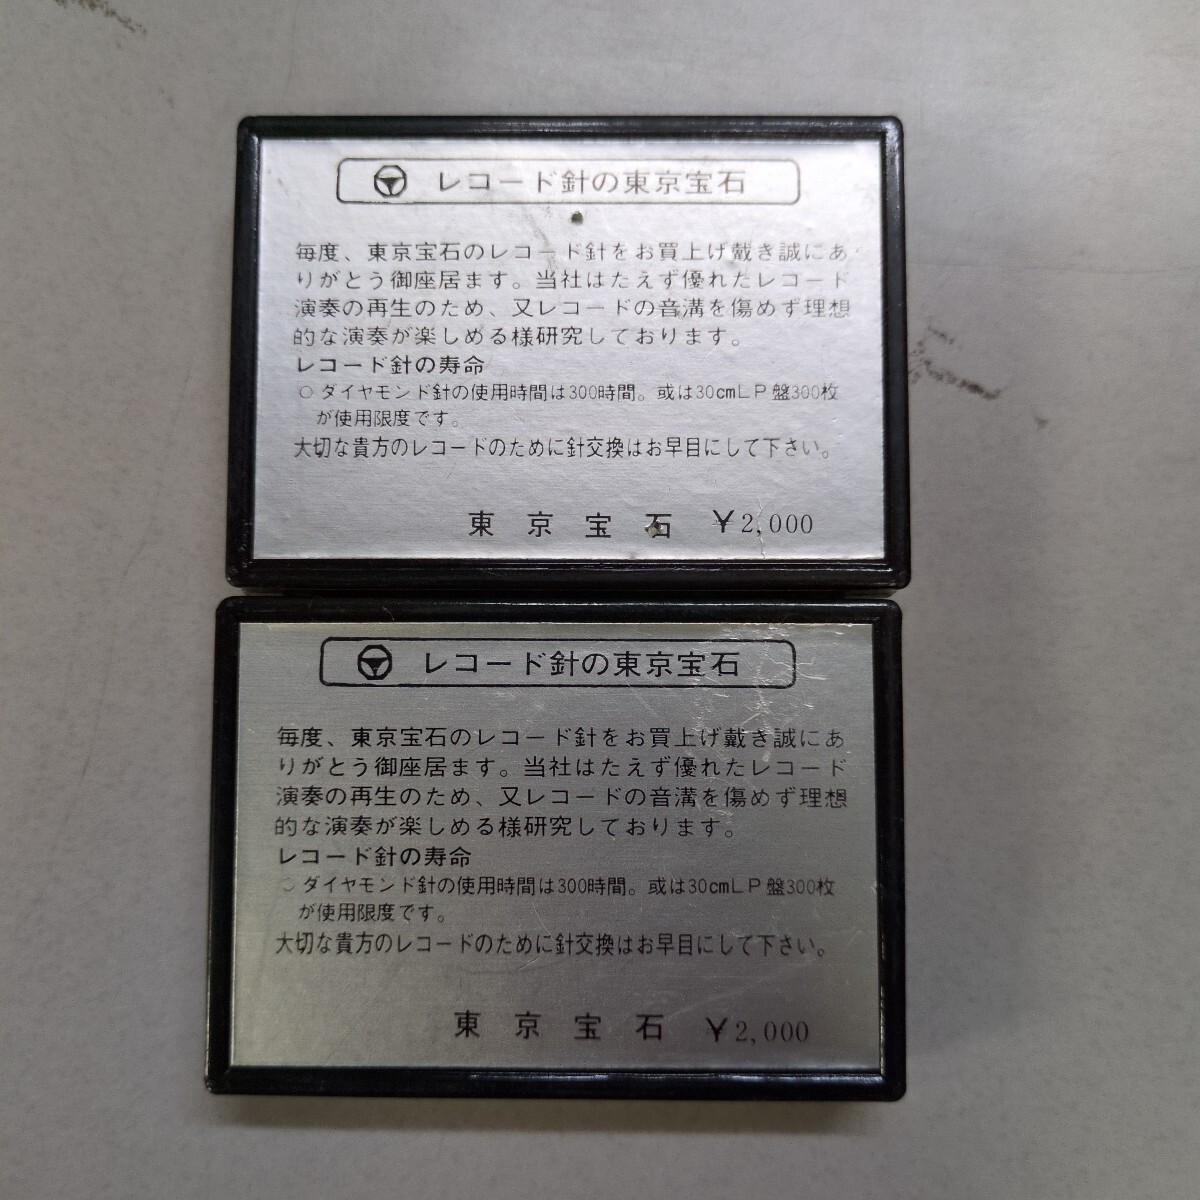 レコード針の東京宝石
毎度、東京宝石のレコード針をお買上げ戴き誠にあ
りがとう御座居ます。当社はたえず優れたレコード
演奏の再生のため、又レコードの音溝を傷めず理想
的な演奏が楽しめる様研究しております。
レコード針の寿命
○ダイヤモンド針の使用時間は300時間。或は30cmLP盤300枚
が使用限度です。
大切な貴方のレコードのために針交換はお早目にして下さい。
東京宝石 ¥2,000
レコード針の東京宝石
毎度、東京宝石のレコード針をお買上げ戴き誠にあ
りがとう御座居ます。当社はたえず優れたレコード
演奏の再生のため、又レコードの音溝を傷めず理想
的な演奏が楽しめる様研究しております。
レコード針の寿命
○ダイヤモンド針の使用時間は300時間。或は30cmLP盤300枚
が使用限度です。
大切な貴方のレコードのために針交換はお早目にして下さい。
東京宝石 ¥2,000